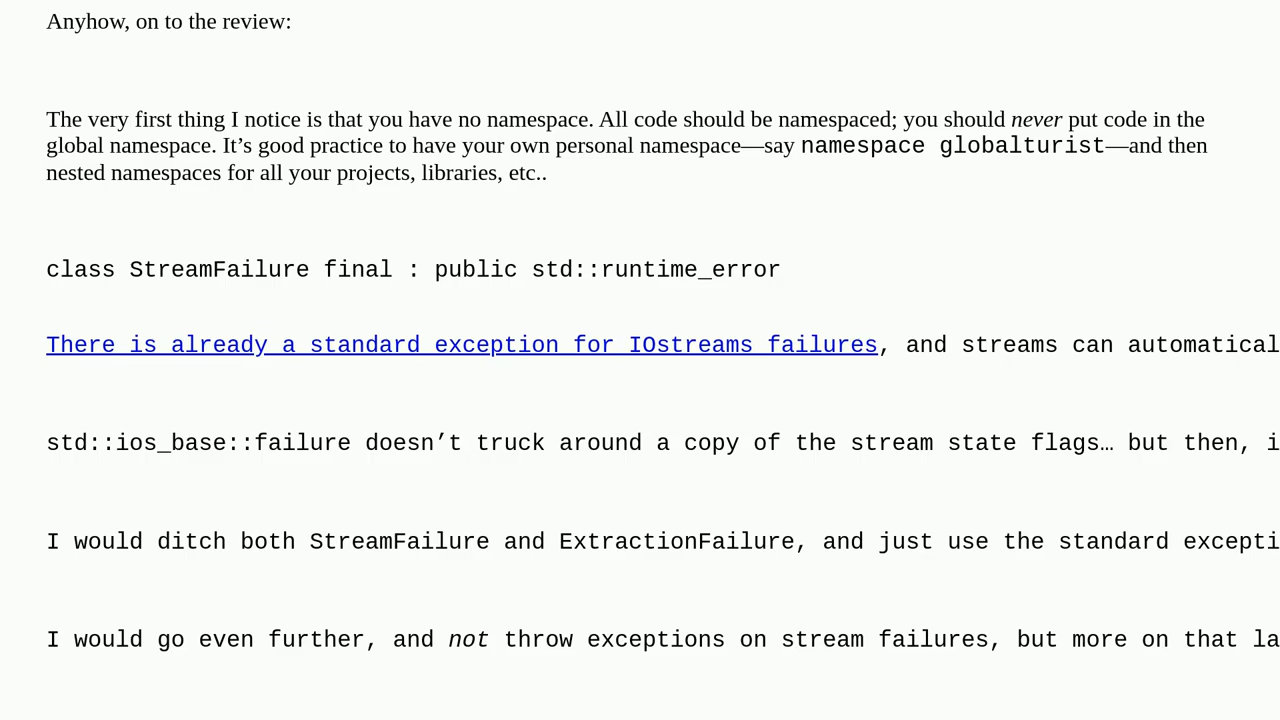 Anyhow, on to the review:
The very first thing I notice is that you have no namespace. All code should be namespaced; you should never put code in the
global namespace. It’s good practice to have your own personal namespace—say namespace globalturist—and then
nested namespaces for all your projects, libraries, etc..
class StreamFailure final : public std::runtime_error
There is already a standard exception for IOstreams failures, and streams can automatical
std::ios_base::failure doesn’t truck around a copy of the stream state flags… but then, i
I would ditch both StreamFailure and ExtractionFailure, and just use the standard excepti
I would go even further, and not throw exceptions on stream failures, but more on that la